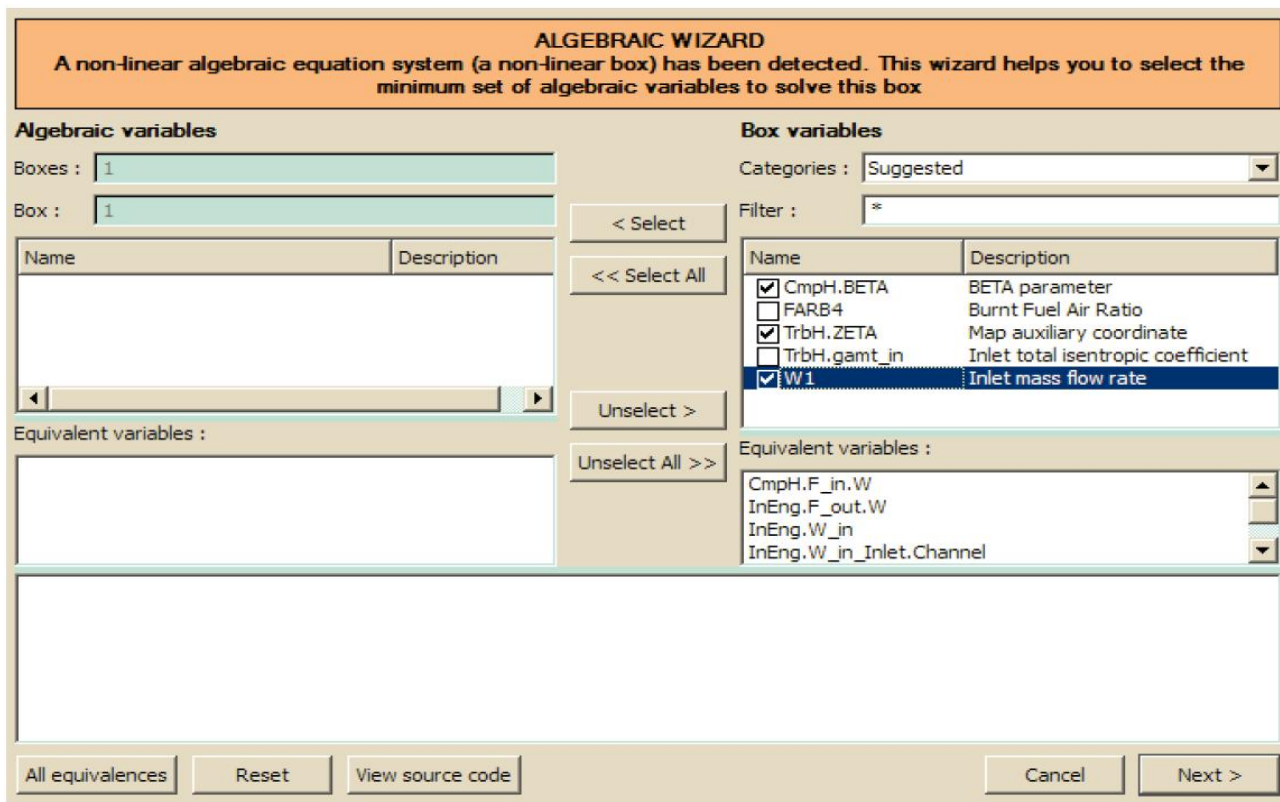 ALGEBRAIC WIZARD
A non-linear algebraic equation system (a non-linear box) has been detected. This wizard helps you to select the
minimum set of algebraic variables to solve this box
Algebraic variables
Boxes : 1
Box : 1
Name Description
Equivalent variables :
< Select
<< Select All
Unselect >
Unselect All >>
Box variables
Categories : Suggested
Filter : *
Name Description
CmpH.BETA BETA parameter
FARB4 Burnt Fuel Air Ratio
TrbH.ZETA Map auxiliary coordinate
TrbH.gamt_in Inlet total isentropic coefficient
W1 Inlet mass flow rate
Equivalent variables :
CmpH.F_in.W
InEng.F_out.W
InEng.W_in
InEng.W_in_Inlet.Channel
All equivalences Reset View source code Cancel Next >